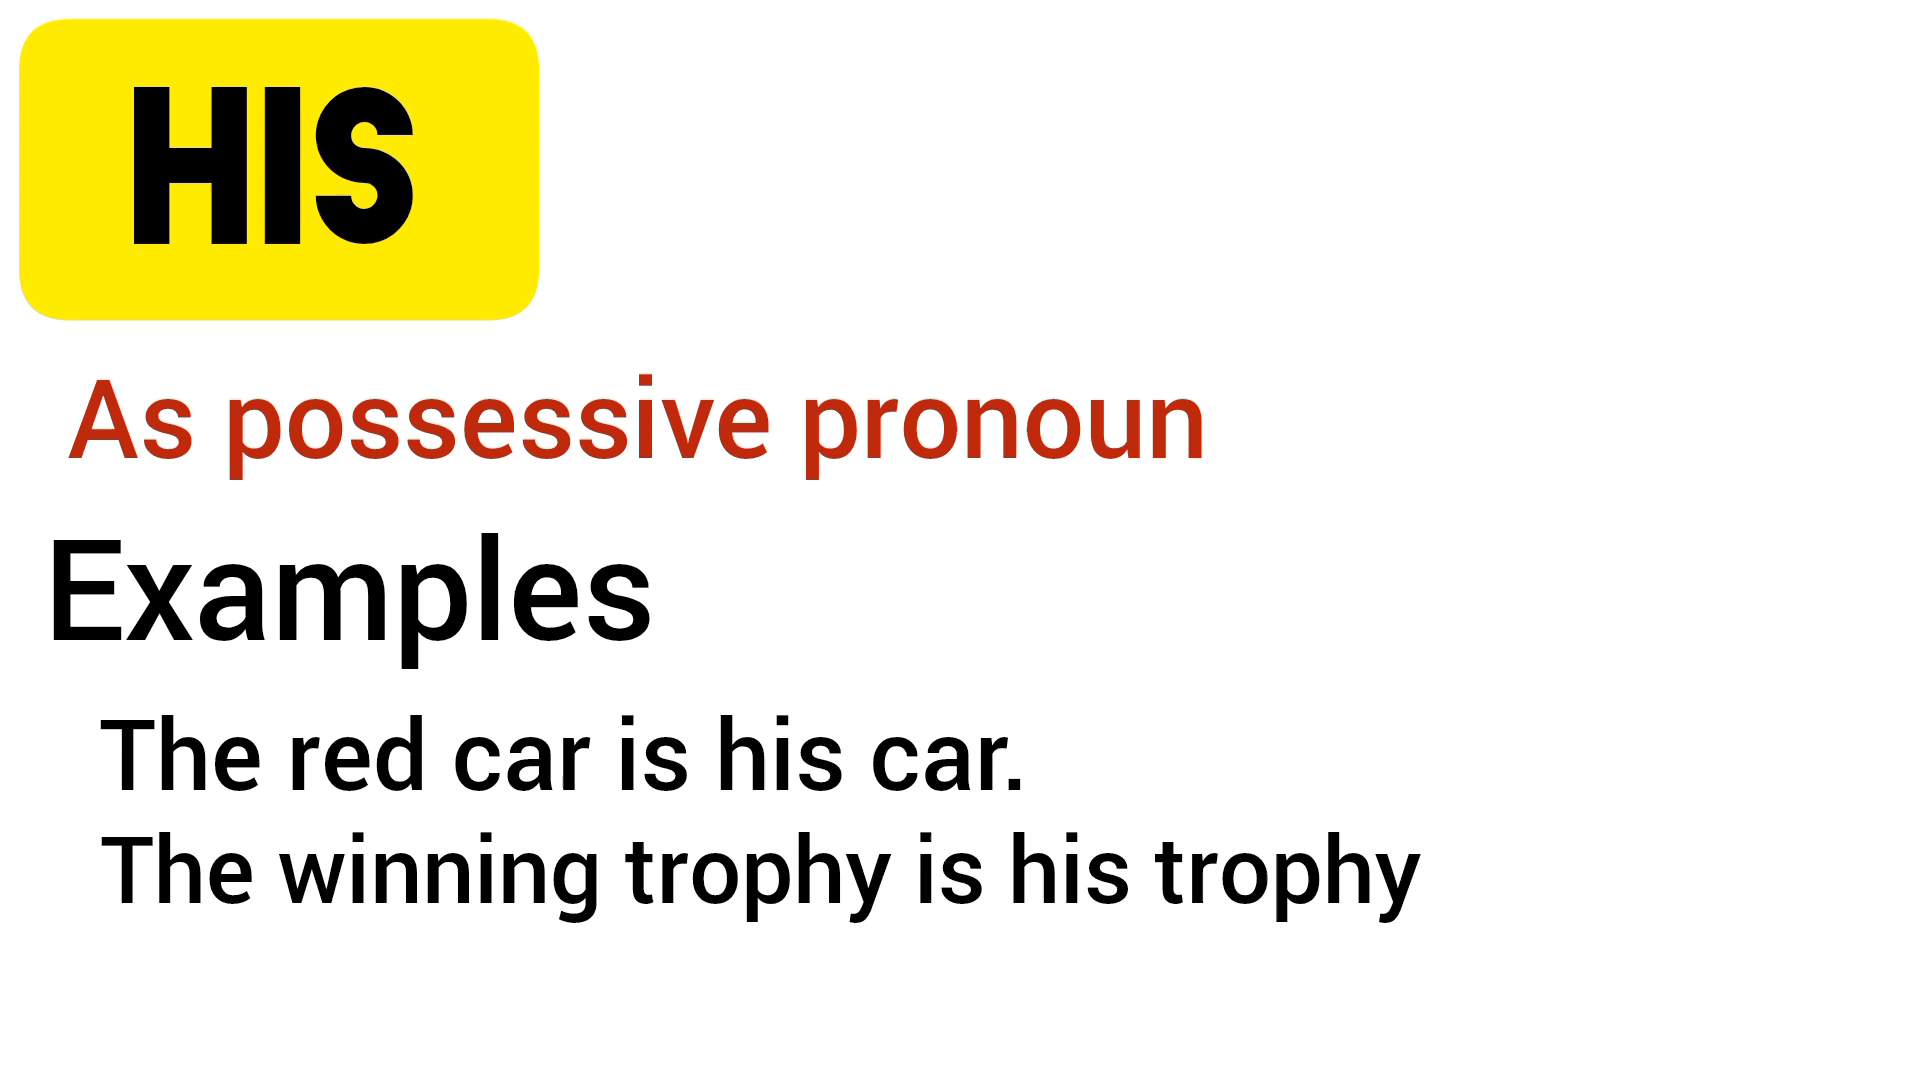 HIS
As possessive pronoun
Examples
The red car is his car.
The winning trophy is his trophy